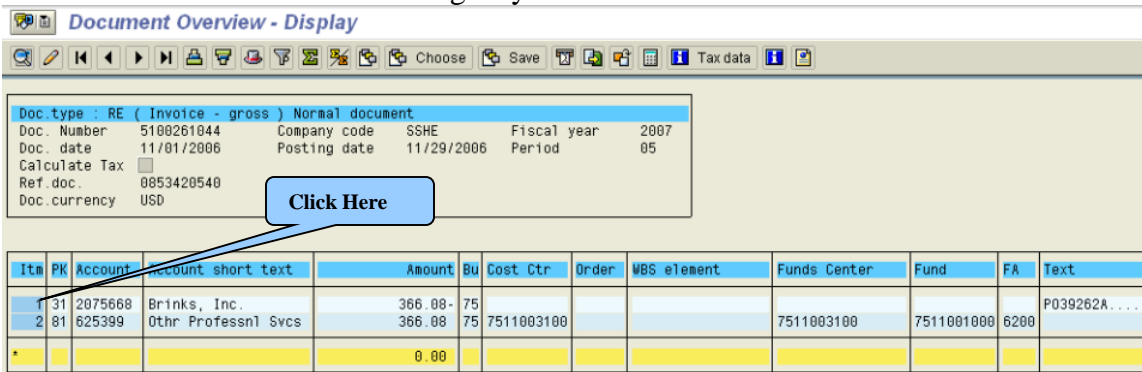 Document Overview - Display
Choose Save Tax data
Doc.type : RE ( Invoice - gross ) Normal document
Doc. Number 5100261044 Company code SSHE Fiscal year 2007
Doc. date 11/01/2006 Posting date 11/29/2006 Period 05
Calculate Tax
Ref.doc. 0853420540
Doc.currency USD
Click Here
Itm PK Account Account short text Amount Bu Cost Ctr Order WBS element Funds Center Fund FA Text
1 31 2075668 Brinks, Inc. 366.08- 75 PO39262A....
2 81 625399 Othr Professnl Svcs 366.08 75 7511003100 7511003100 7511001000 6200
* 0.00